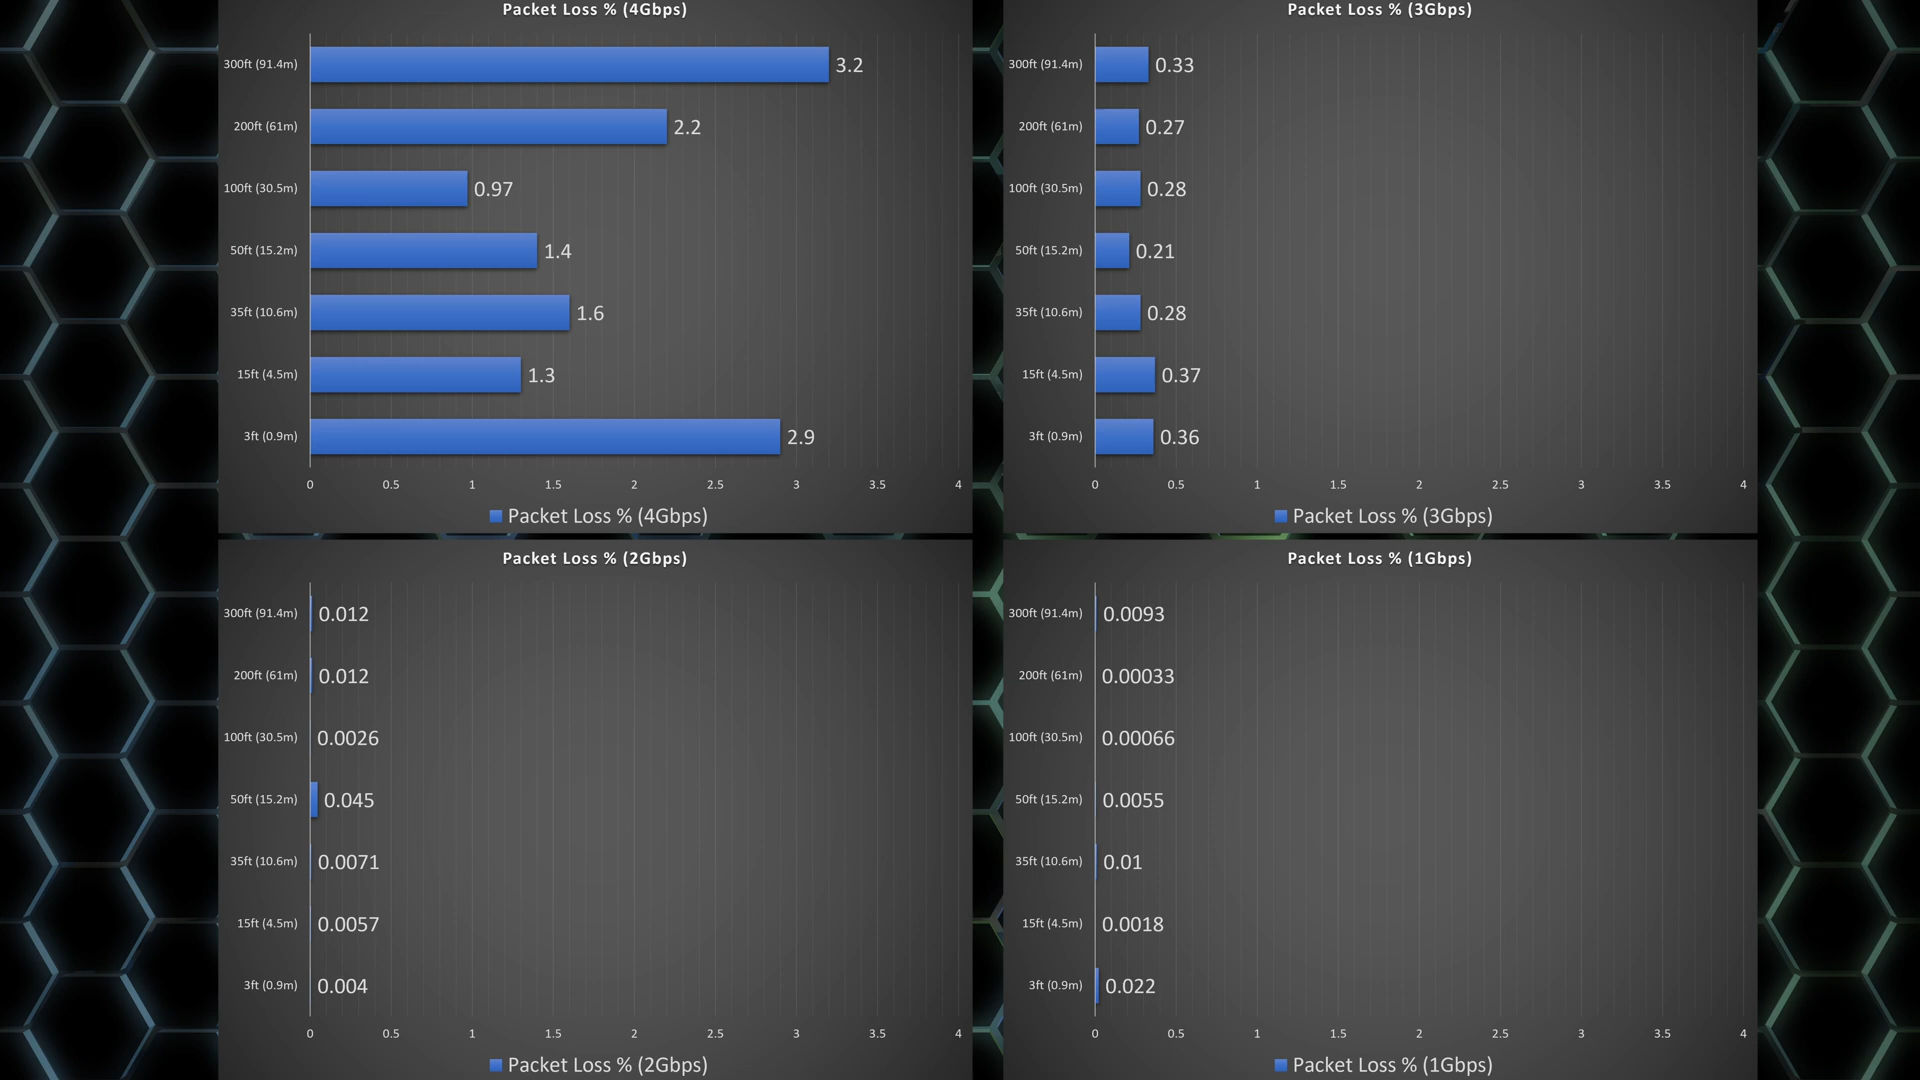 Packet Loss % (4Gbps)
300ft (91.4m) 3.2
200ft (61m) 2.2
100ft (30.5m) 0.97
50ft (15.2m) 1.4
35ft (10.6m) 1.6
15ft (4.5m) 1.3
3ft (0.9m) 2.9
0 0.5 1 1.5 2 2.5 3 3.5 4
Packet Loss % (4Gbps)
Packet Loss % (3Gbps)
300ft (91.4m) 0.33
200ft (61m) 0.27
100ft (30.5m) 0.28
50ft (15.2m) 0.21
35ft (10.6m) 0.28
15ft (4.5m) 0.37
3ft (0.9m) 0.36
0 0.5 1 1.5 2 2.5 3 3.5 4
Packet Loss % (3Gbps)
Packet Loss % (2Gbps)
300ft (91.4m) 0.012
200ft (61m) 0.012
100ft (30.5m) 0.0026
50ft (15.2m) 0.045
35ft (10.6m) 0.0071
15ft (4.5m) 0.0057
3ft (0.9m) 0.004
0 0.5 1 1.5 2 2.5 3 3.5 4
Packet Loss % (2Gbps)
Packet Loss % (1Gbps)
300ft (91.4m) 0.0093
200ft (61m) 0.00033
100ft (30.5m) 0.00066
50ft (15.2m) 0.0055
35ft (10.6m) 0.01
15ft (4.5m) 0.0018
3ft (0.9m) 0.022
0 0.5 1 1.5 2 2.5 3 3.5 4
Packet Loss % (1Gbps)